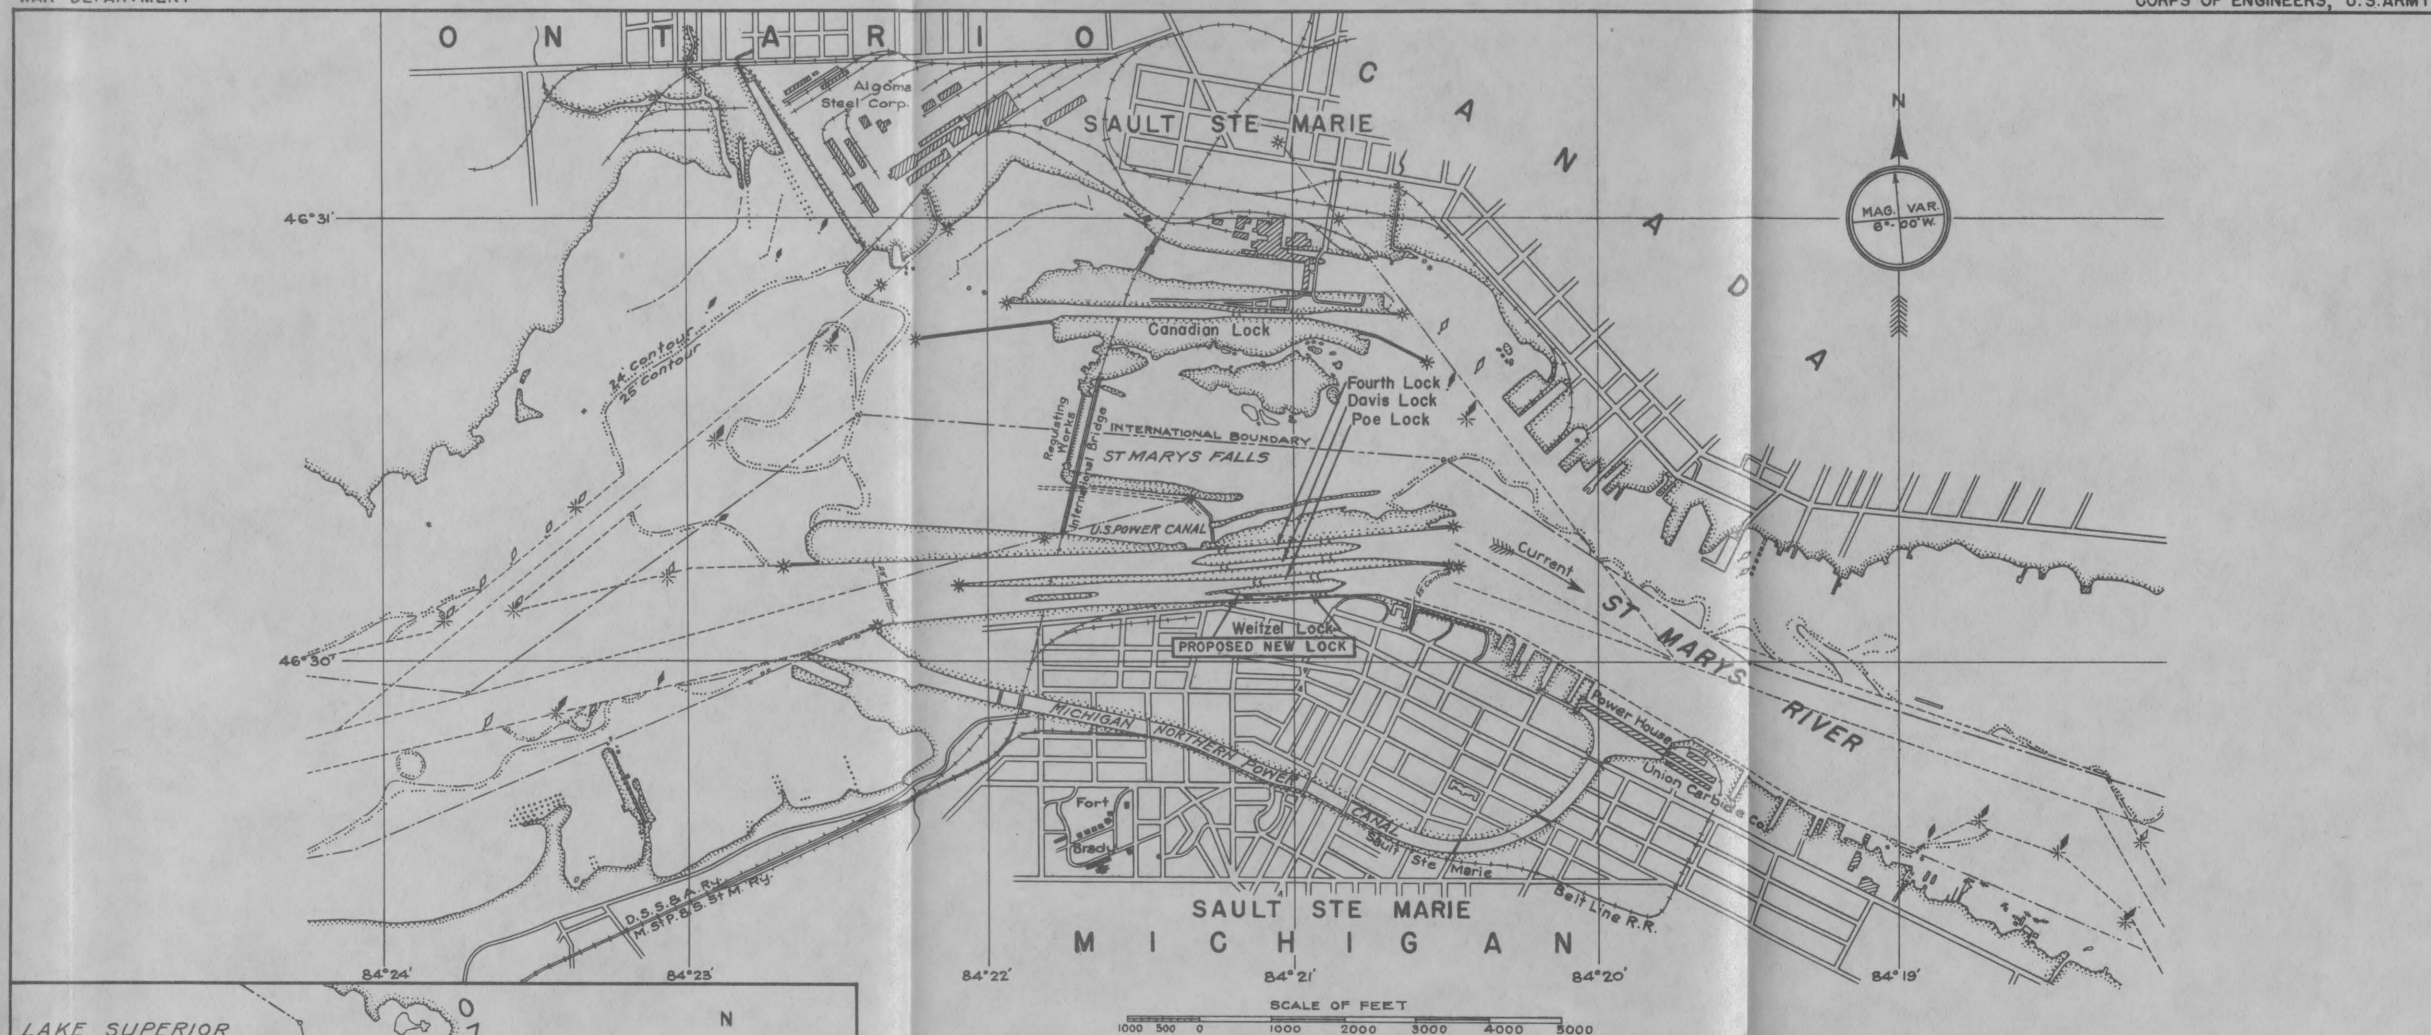 WAR DEPARTMENT
CORPS OF ENGINEERS, U.S. ARMY
ONTARIO
CANADA
Algoma
Steel Corp.
SAULT STE MARIE
N
MAG. VAR.
6°-00'W.
46°31'
24' Contour
25' Contour
Canadian Lock
Fourth Lock
Davis Lock
Poe Lock
Regulating
Works
International Bridge
INTERNATIONAL BOUNDARY
ST MARYS FALLS
U.S. POWER CANAL
Current
ST MARYS RIVER
Weitzel Lock
PROPOSED NEW LOCK
46°30'
MICHIGAN NORTHERN POWER CANAL
Power House
Union Carbide Co.
Fort
Brady
Sault Ste Marie Belt Line R.R.
D.S.S.& A. Ry.
M.St P.& S.St M. Ry.
SAULT STE MARIE
MICHIGAN
84°24'
84°23'
84°22'
84°21'
84°20'
84°19'
SCALE OF FEET
1000 500 0 1000 2000 3000 4000 5000
LAKE SUPERIOR
O
N